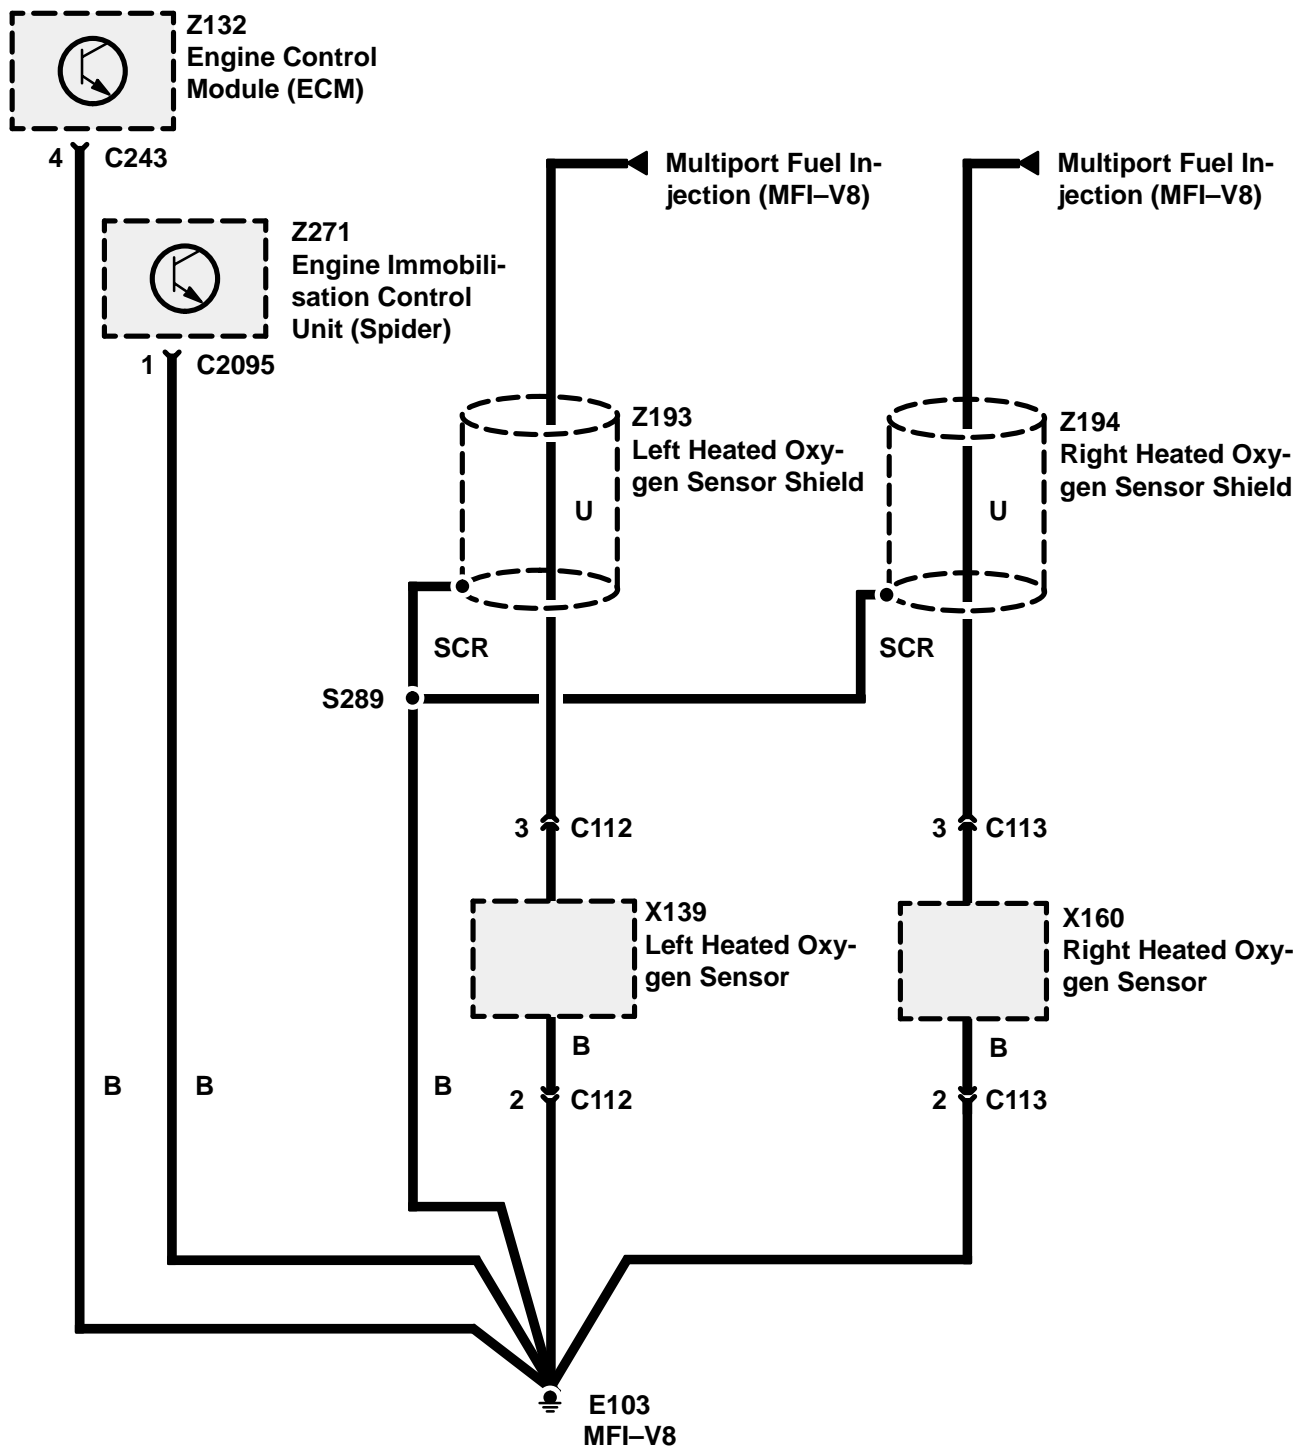 Z132
Engine Control
Module (ECM)
4 C243
Multiport Fuel In-
jection (MFI–V8)
Multiport Fuel In-
jection (MFI–V8)
Z271
Engine Immobili-
sation Control
Unit (Spider)
1 C2095
Z193
Left Heated Oxy-
gen Sensor Shield
Z194
Right Heated Oxy-
gen Sensor Shield
U
U
SCR
SCR
S289
3 C112
3 C113
X139
Left Heated Oxy-
gen Sensor
X160
Right Heated Oxy-
gen Sensor
B
B
B
B
B
2 C112
2 C113
E103
MFI–V8